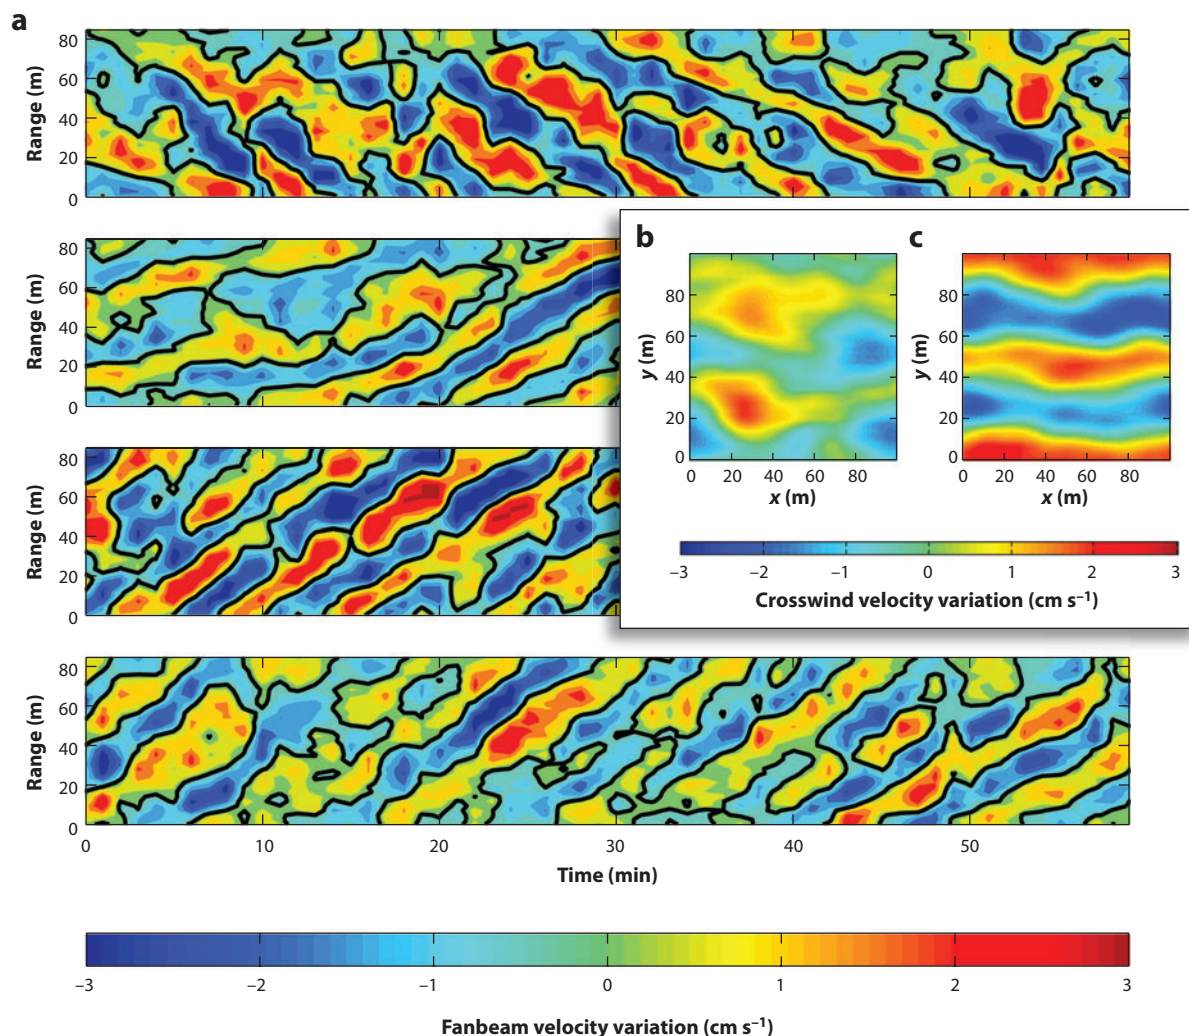 a
Range (m)
80
60
40
20
0
Range (m)
80
60
40
20
0
b
c
y (m)
80
60
40
20
0
0 20 40 60 80
x (m)
y (m)
80
60
40
20
0
0 20 40 60 80
x (m)
–3 –2 –1 0 1 2 3
Crosswind velocity variation (cm s⁻¹)
Range (m)
80
60
40
20
0
Range (m)
80
60
40
20
0
0 10 20 30 40 50
Time (min)
–3 –2 –1 0 1 2 3
Fanbeam velocity variation (cm s⁻¹)